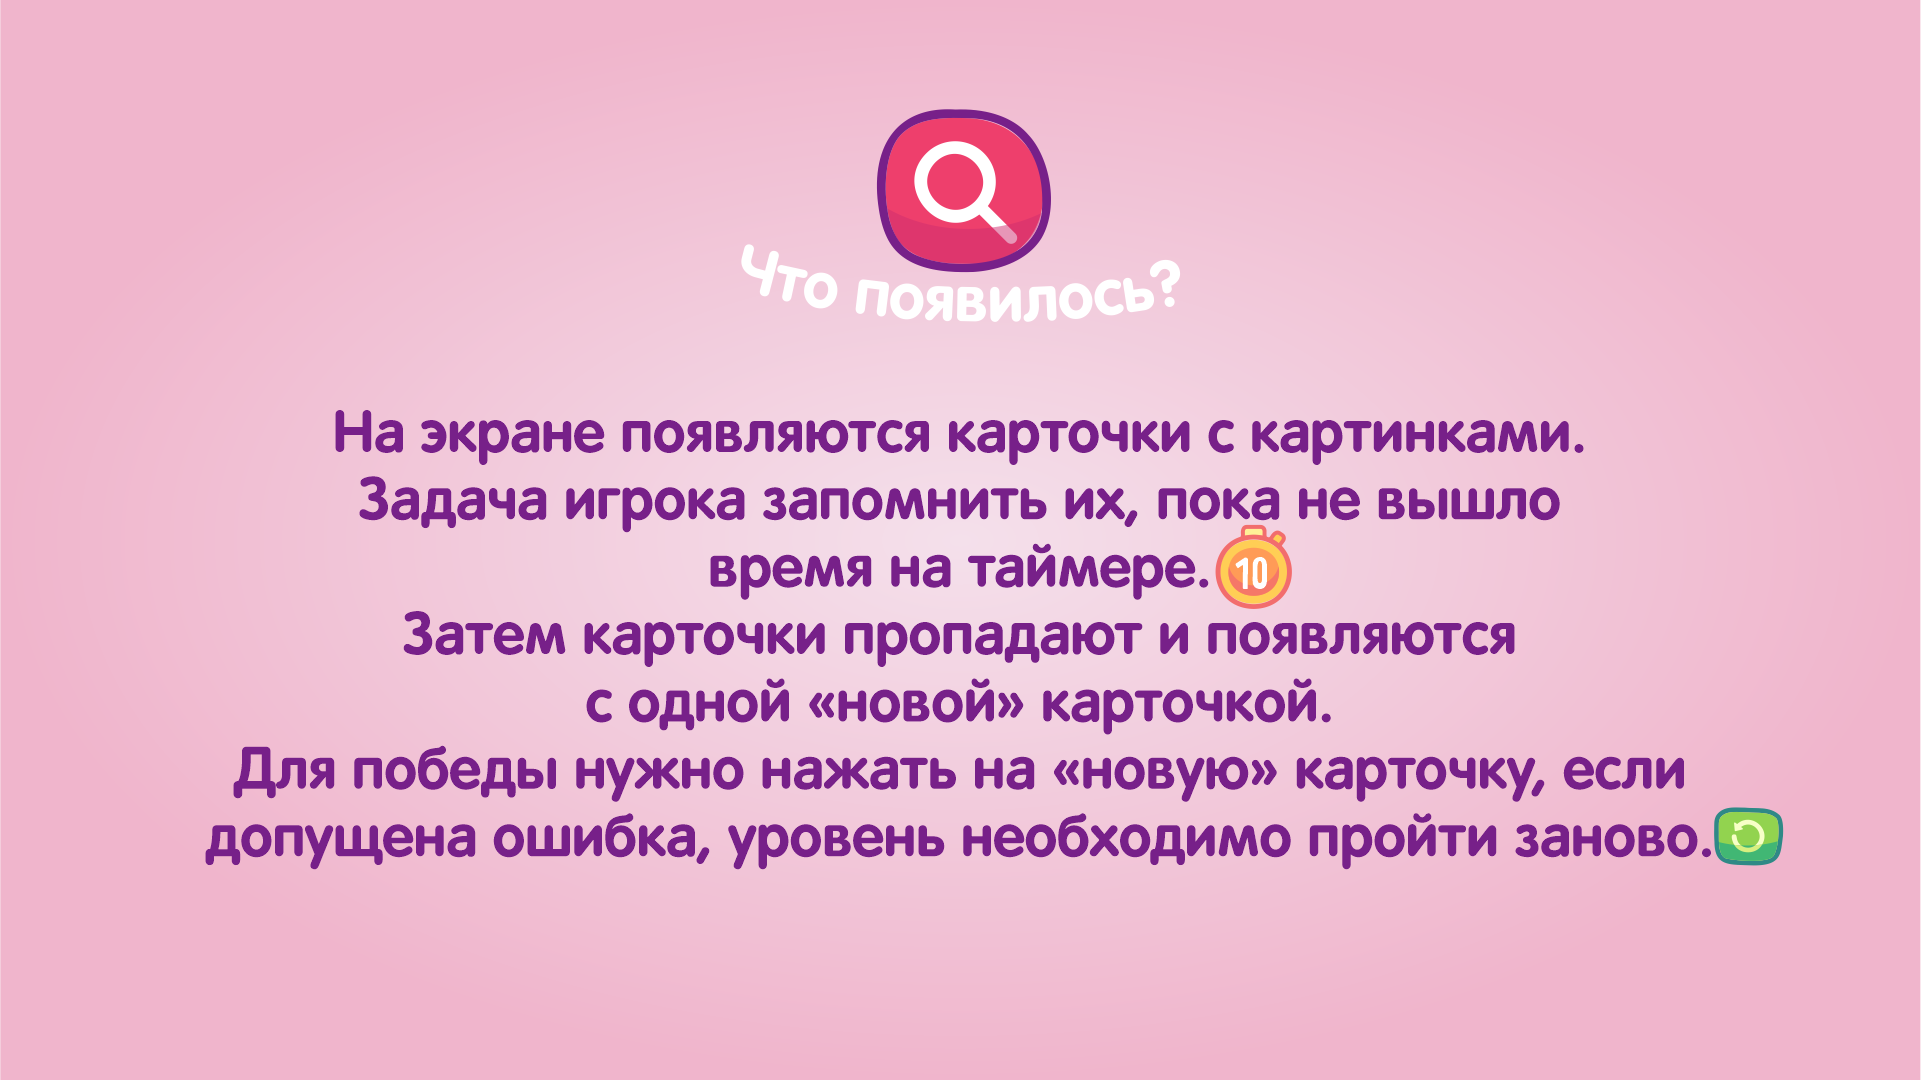 Что появилось?
На экране появляются карточки с картинками.
Задача игрока запомнить их, пока не вышло
время на таймере. 10
Затем карточки пропадают и появляются
с одной «новой» карточкой.
Для победы нужно нажать на «новую» карточку, если
допущена ошибка, уровень необходимо пройти заново.